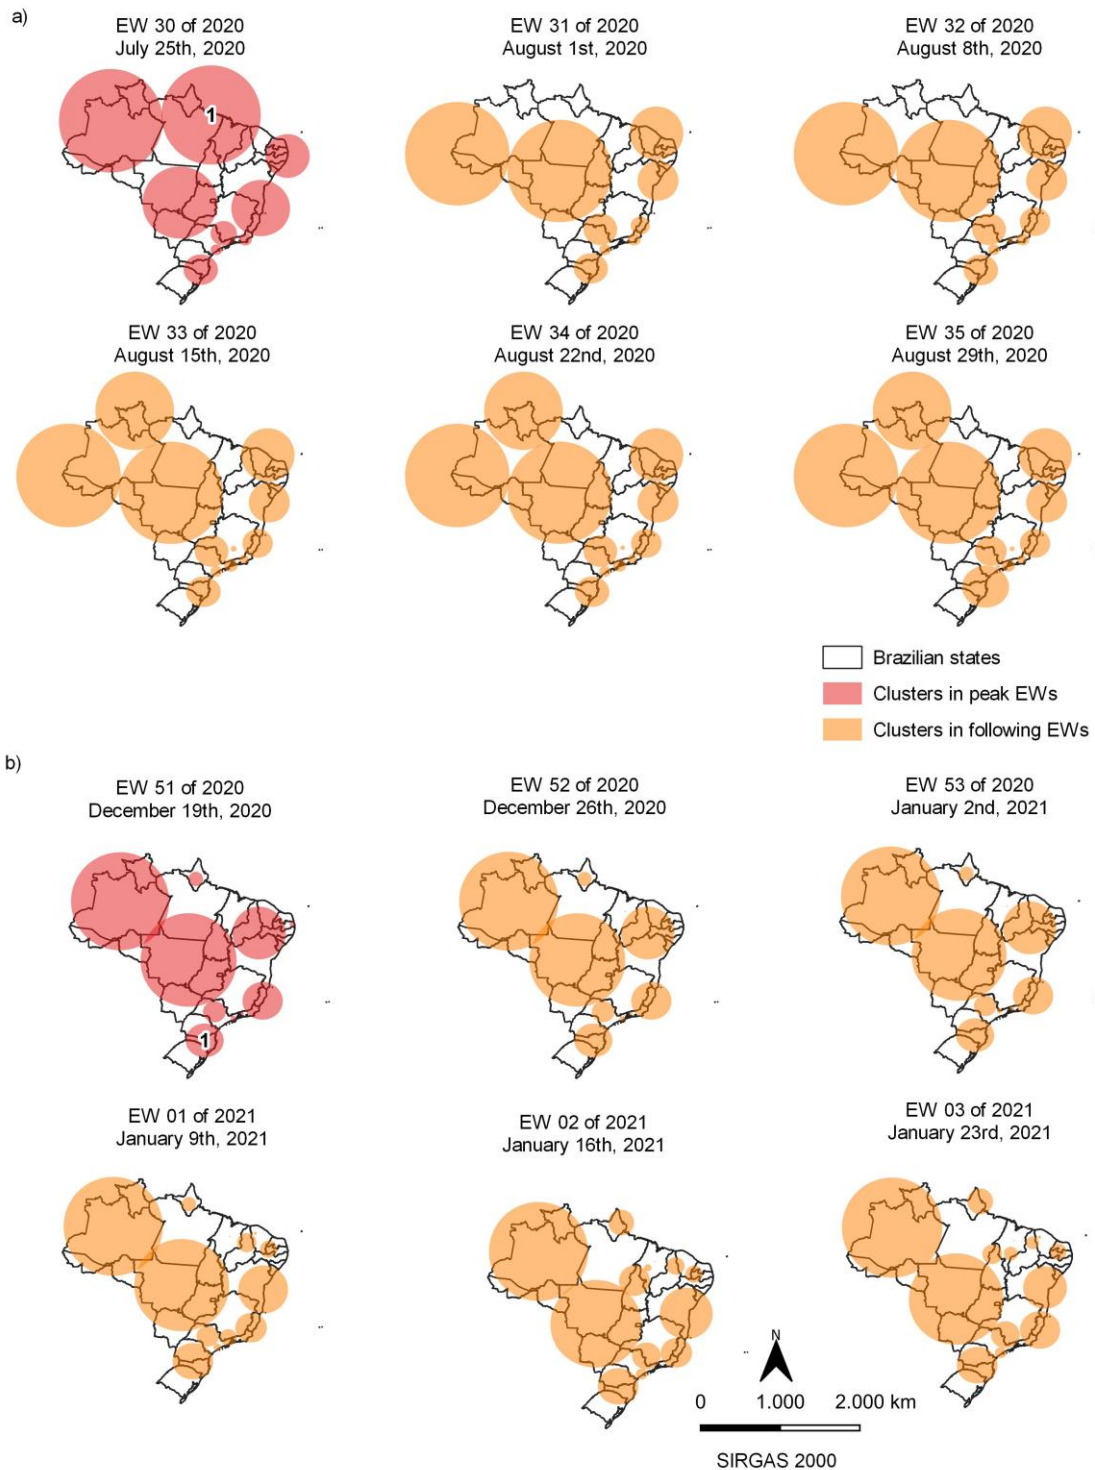 a)
EW 30 of 2020
July 25th, 2020
EW 31 of 2020
August 1st, 2020
EW 32 of 2020
August 8th, 2020
1
EW 33 of 2020
August 15th, 2020
EW 34 of 2020
August 22nd, 2020
EW 35 of 2020
August 29th, 2020
Brazilian states
Clusters in peak EWs
Clusters in following EWs
b)
EW 51 of 2020
December 19th, 2020
EW 52 of 2020
December 26th, 2020
EW 53 of 2020
January 2nd, 2021
1
EW 01 of 2021
January 9th, 2021
EW 02 of 2021
January 16th, 2021
EW 03 of 2021
January 23rd, 2021
N
0 1.000 2.000 km
SIRGAS 2000